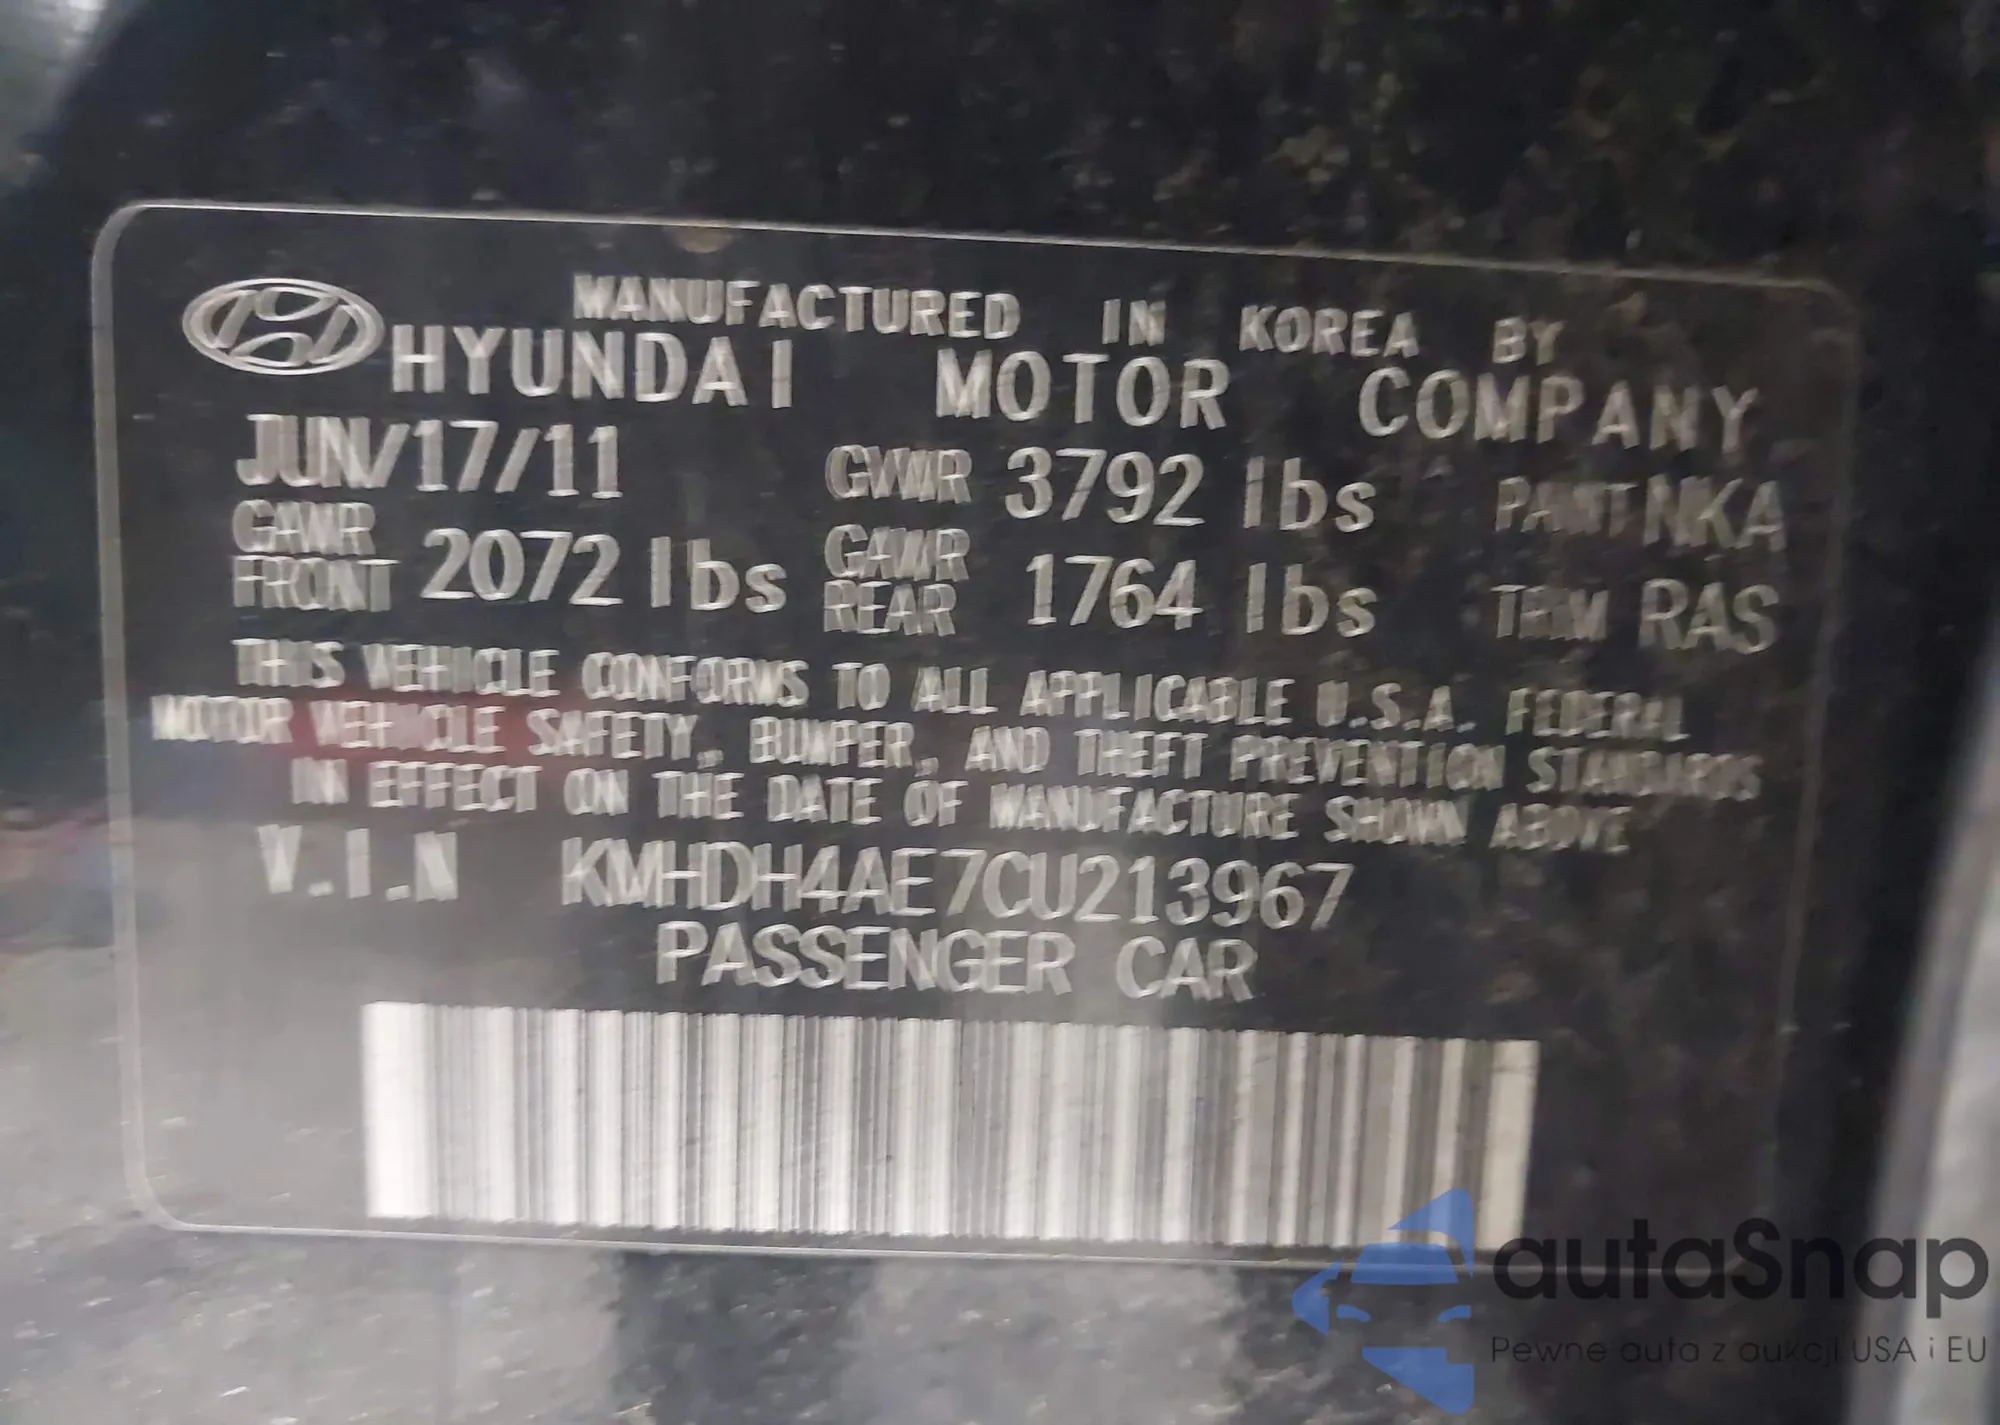 MANUFACTURED IN KOREA BY
HYUNDAI MOTOR COMPANY
JUN/17/11 GVWR 3792 lbs PAINT NKA
GAWR FRONT 2072 lbs GAWR REAR 1764 lbs TRIM RAS
THIS VEHICLE CONFORMS TO ALL APPLICABLE U.S.A. FEDERAL
MOTOR VEHICLE SAFETY, BUMPER, AND THEFT PREVENTION STANDARDS
IN EFFECT ON THE DATE OF MANUFACTURE SHOWN ABOVE
V.I.N KMHDH4AE7CU213967
PASSENGER CAR
autaSnap
Pewne auta z aukcji USA i EU